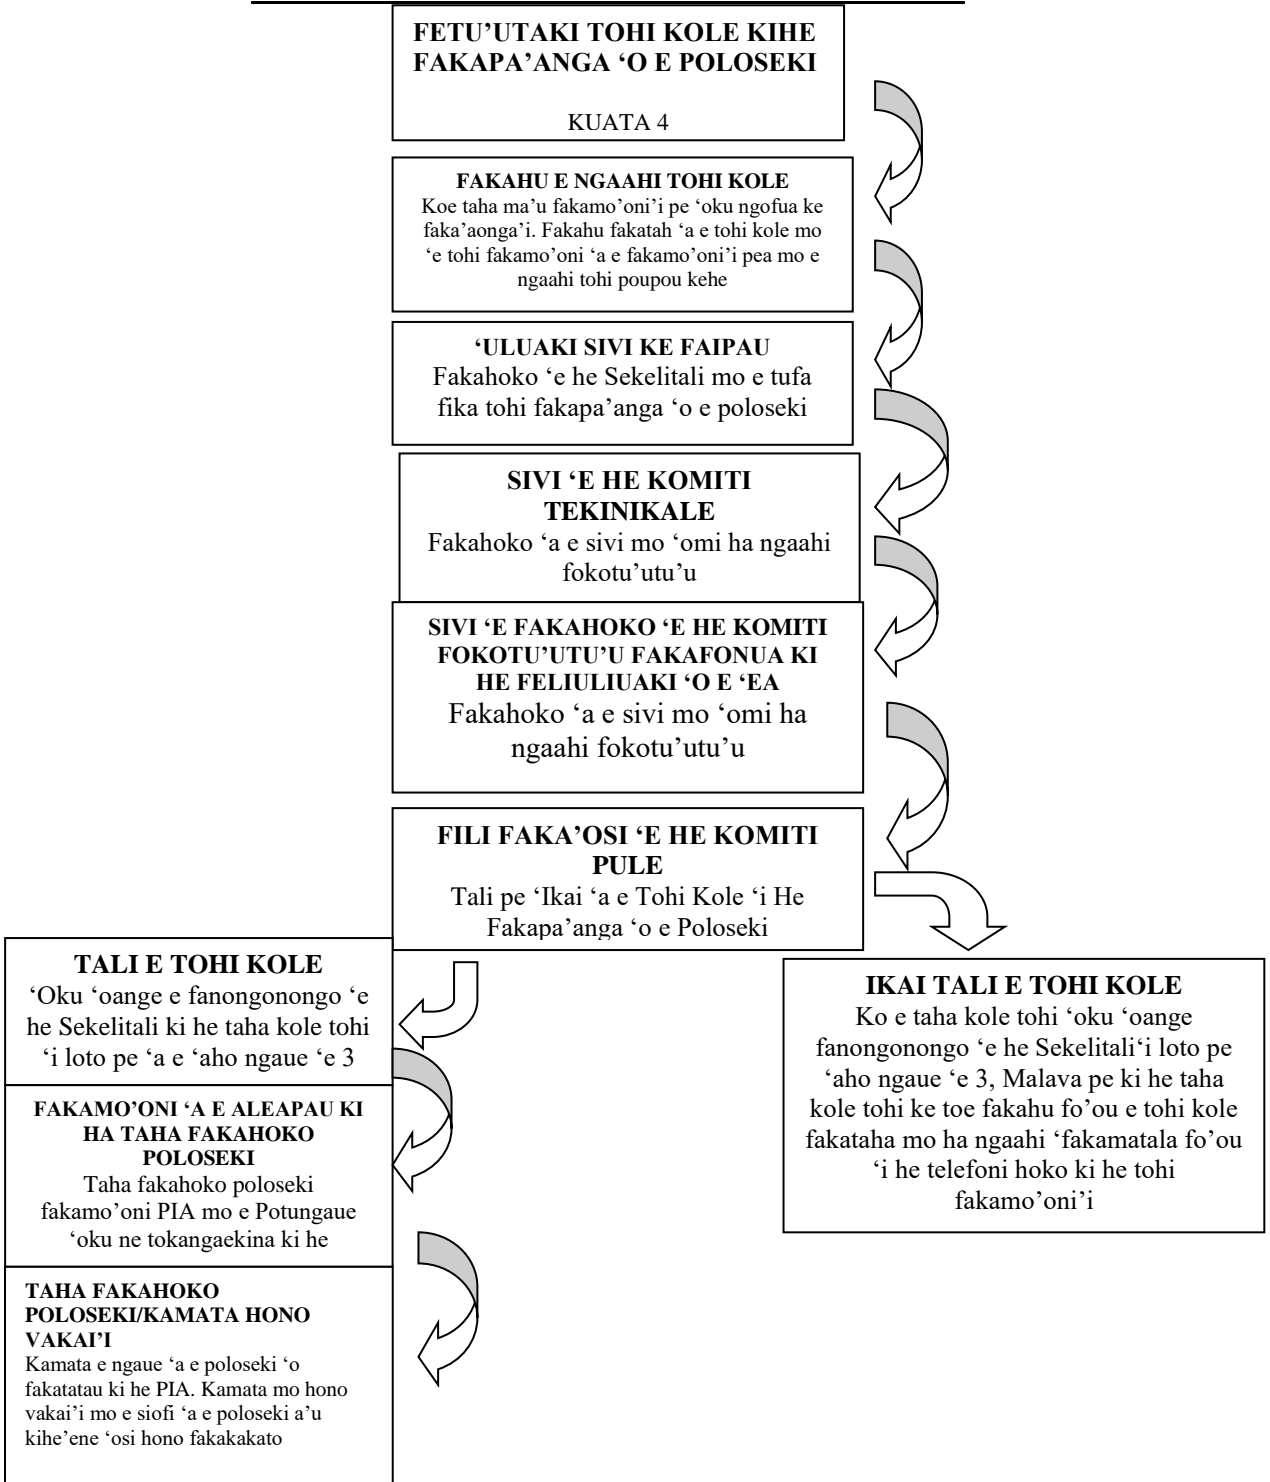 FETU’UTAKI TOHI KOLE KIHE
FAKAPA’ANGA ‘O E POLOSEKI
KUATA 4
FAKAHU E NGAAHI TOHI KOLE
Koe taha ma’u fakamo’oni’i pe ‘oku ngofua ke
faka’aonga’i. Fakahu fakatah ‘a e tohi kole mo
‘e tohi fakamo’oni ‘a e fakamo’oni’i pea mo e
ngaahi tohi poupou kehe
‘ULUAKI SIVI KE FAIPAU
Fakahoko ‘e he Sekelitali mo e tufa
fika tohi fakapa’anga ‘o e poloseki
SIVI ‘E HE KOMITI
TEKINIKALE
Fakahoko ‘a e sivi mo ‘omi ha ngaahi
fokotu’utu’u
SIVI ‘E FAKAHOKO ‘E HE KOMITI
FOKOTU’UTU’U FAKAFONUA KI
HE FELIULIUAKI ‘O E ‘EA
Fakahoko ‘a e sivi mo ‘omi ha
ngaahi fokotu’utu’u
FILI FAKA’OSI ‘E HE KOMITI
PULE
Tali pe ‘Ikai ‘a e Tohi Kole ‘i He
Fakapa’anga ‘o e Poloseki
TALI E TOHI KOLE
‘Oku ‘oange e fanongonongo ‘e
he Sekelitali ki he taha kole tohi
‘i loto pe ‘a e ‘aho ngaue ‘e 3
IKAI TALI E TOHI KOLE
Ko e taha kole tohi ‘oku ‘oange
fanongonongo ‘e he Sekelitali‘i loto pe
‘aho ngaue ‘e 3, Malava pe ki he taha
kole tohi ke toe fakahu fo’ou e tohi kole
fakataha mo ha ngaahi ‘fakamatala fo’ou
‘i he telefoni hoko ki he tohi
fakamo’oni’i
FAKAMO’ONI ‘A E ALEAPAU KI
HA TAHA FAKAHOKO
POLOSEKI
Taha fakahoko poloseki
fakamo’oni PIA mo e Potungaue
‘oku ne tokangaekina ki he
TAHA FAKAHOKO
POLOSEKI/KAMATA HONO
VAKAI’I
Kamata e ngaue ‘a e poloseki ‘o
fakatatau ki he PIA. Kamata mo hono
vakai’i mo e siofi ‘a e poloseki a’u
kihe’ene ‘osi hono fakakakato